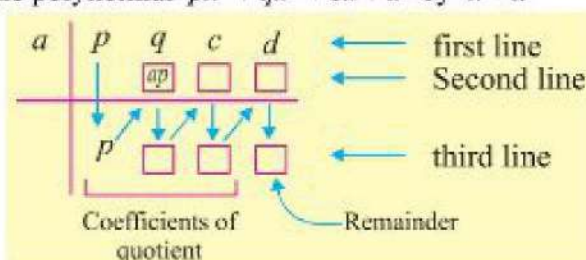 a p q c d first line
ap Second line
p third line
Coefficients of
quotient
Remainder